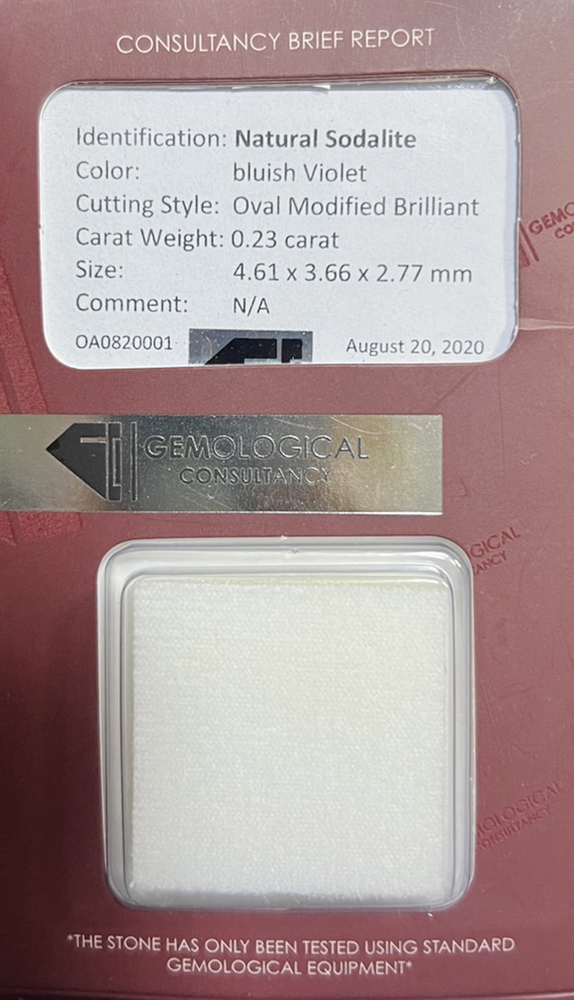 CONSULTANCY BRIEF REPORT
Identification: Natural Sodalite
Color: bluish Violet
Cutting Style: Oval Modified Brilliant
Carat Weight: 0.23 carat
Size: 4.61 x 3.66 x 2.77 mm
Comment: N/A
OA0820001 August 20, 2020
GEMOLOGICAL
CONSULTANCY
*THE STONE HAS ONLY BEEN TESTED USING STANDARD
GEMOLOGICAL EQUIPMENT*